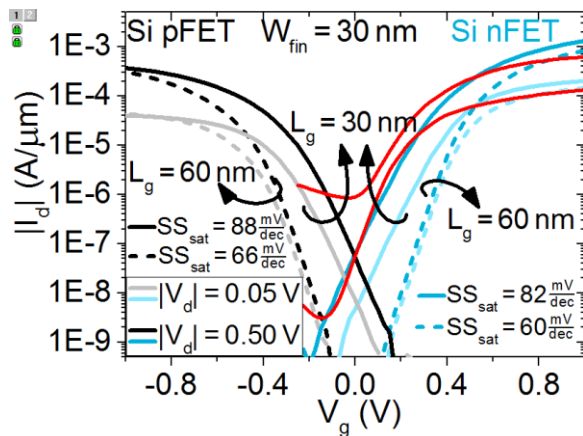 1 2
Si pFET W_fin = 30 nm Si nFET
1E-3
1E-4
1E-5
1E-6
1E-7
1E-8
1E-9
|I_d| (A/μm)
L_g = 30 nm
L_g = 60 nm
L_g = 60 nm
SS_sat = 88 mV/dec
SS_sat = 66 mV/dec
|V_d| = 0.05 V
|V_d| = 0.50 V
SS_sat = 82 mV/dec
SS_sat = 60 mV/dec
-0.8 -0.4 0.0 0.4 0.8
V_g (V)